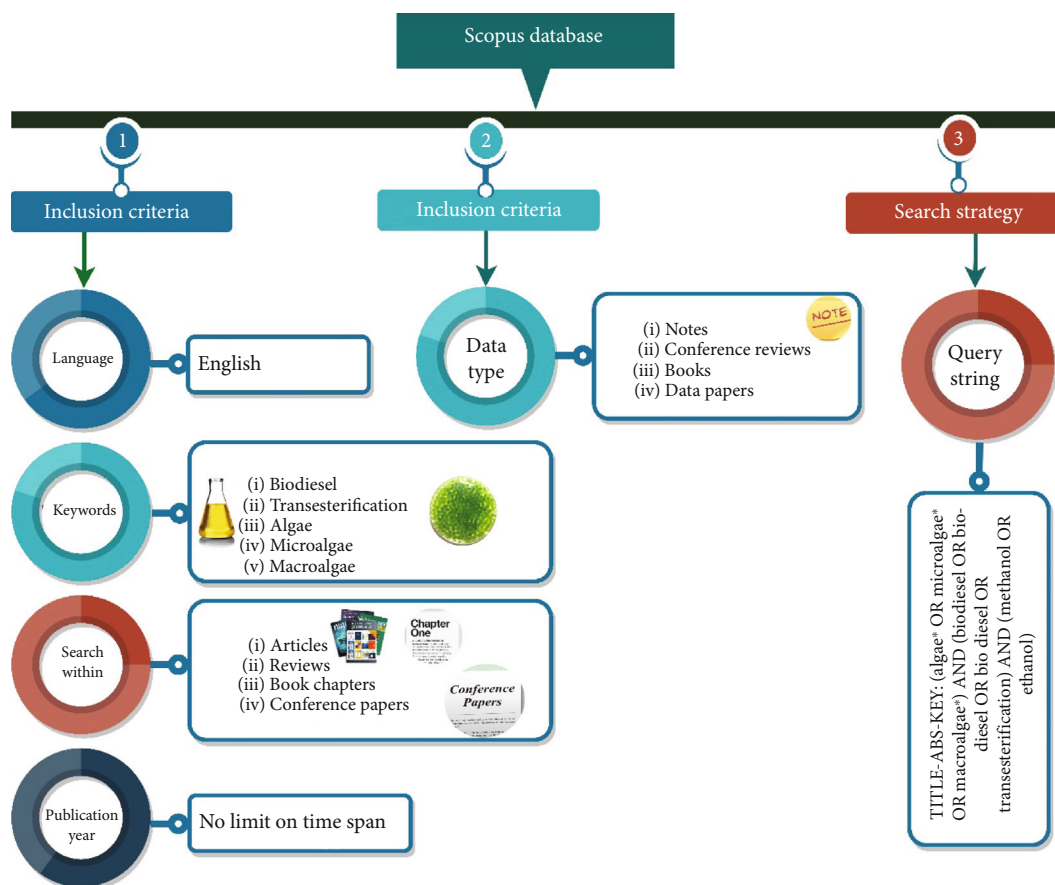 Scopus database
1
2
3
Inclusion criteria
Inclusion criteria
Search strategy
Language
English
Data
type
NOTE
(i) Notes
(ii) Conference reviews
(iii) Books
(iv) Data papers
Query
string
Keywords
(i) Biodiesel
(ii) Transesterification
(iii) Algae
(iv) Microalgae
(v) Macroalgae
Search
within
(i) Articles
(ii) Reviews
(iii) Book chapters
(iv) Conference papers
Chapter
One
Conference
Papers
Publication
year
No limit on time span
TITLE-ABS-KEY: (algae* OR microalgae*
OR macroalgae*) AND (biodiesel OR bio-
diesel OR bio diesel OR
transesterification) AND (methanol OR
ethanol)